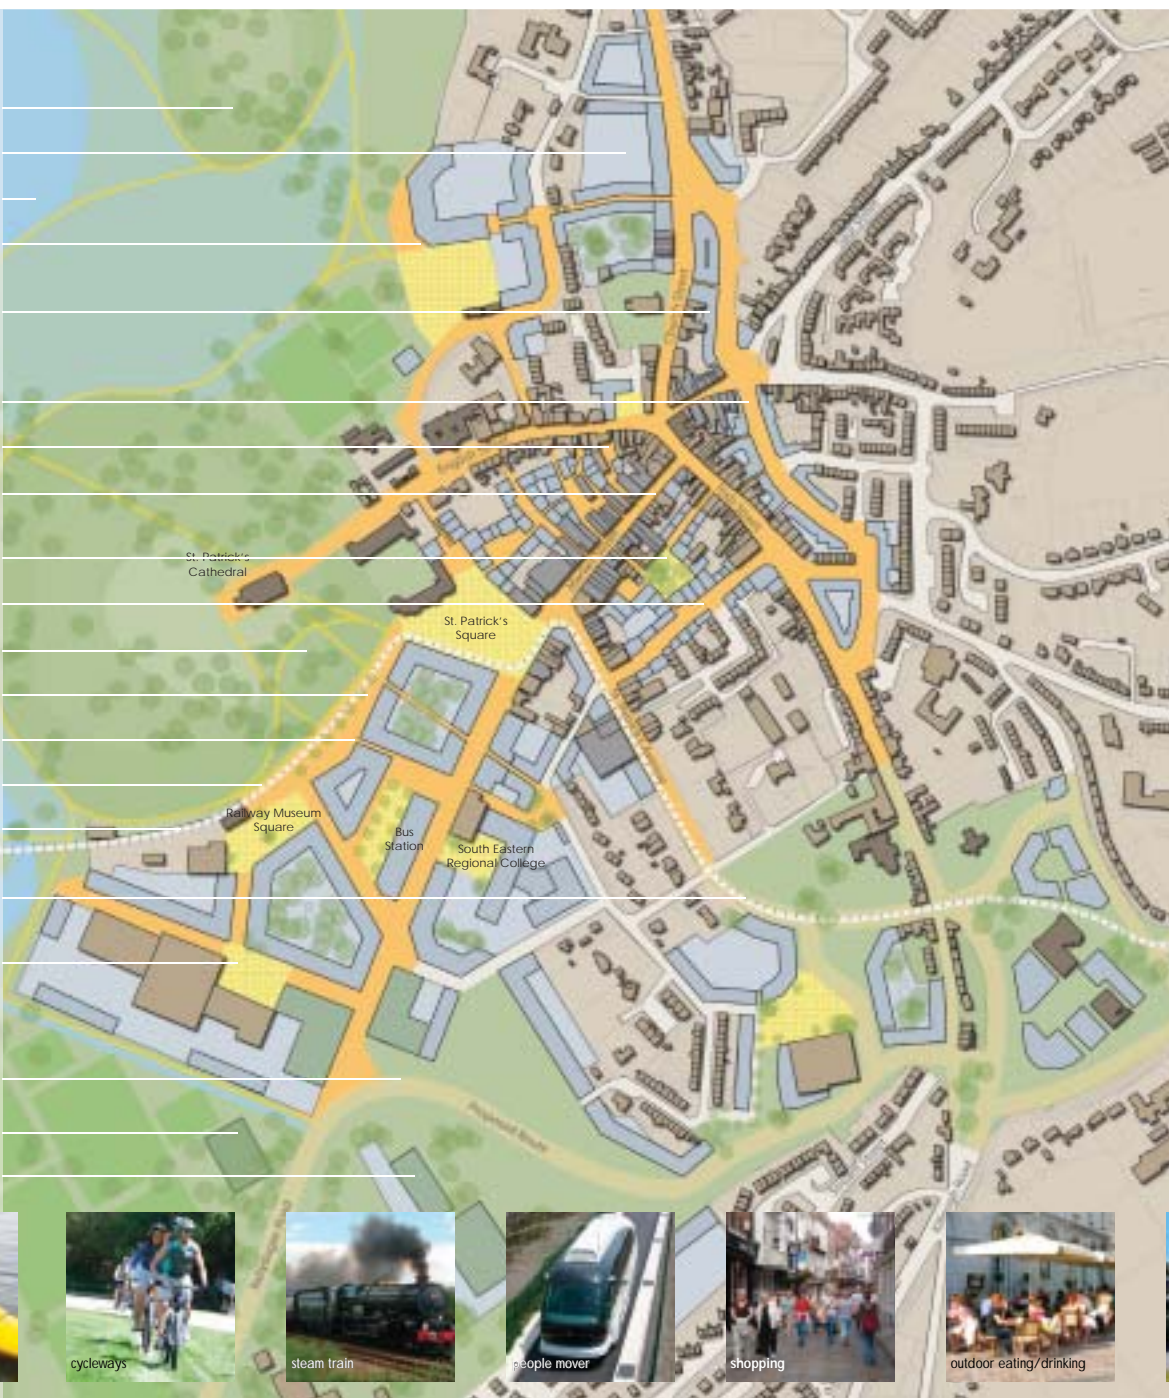 St. Patrick's
Cathedral
St. Patrick's
Square
Railway Museum
Square
Bus
Station
South Eastern
Regional College
cycleways
steam train
people mover
shopping
outdoor eating/drinking